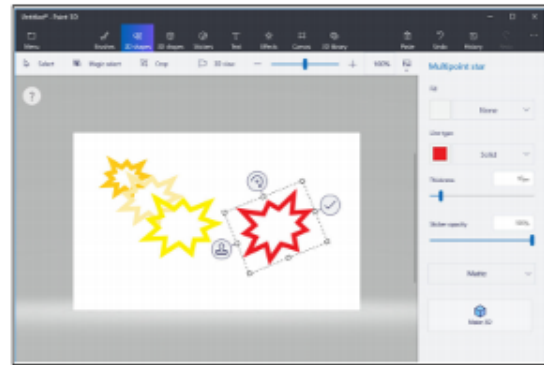 Untitled* - Paint 3D
Menu
Brushes
2D shapes
3D shapes
Stickers
Text
Effects
Canvas
3D library
Paste
Undo
History
Select
Magic select
Crop
3D view
100%
Multipoint star
Fill
None
Line type
Solid
Thickness
Sticker opacity
100%
Matte
Make 3D